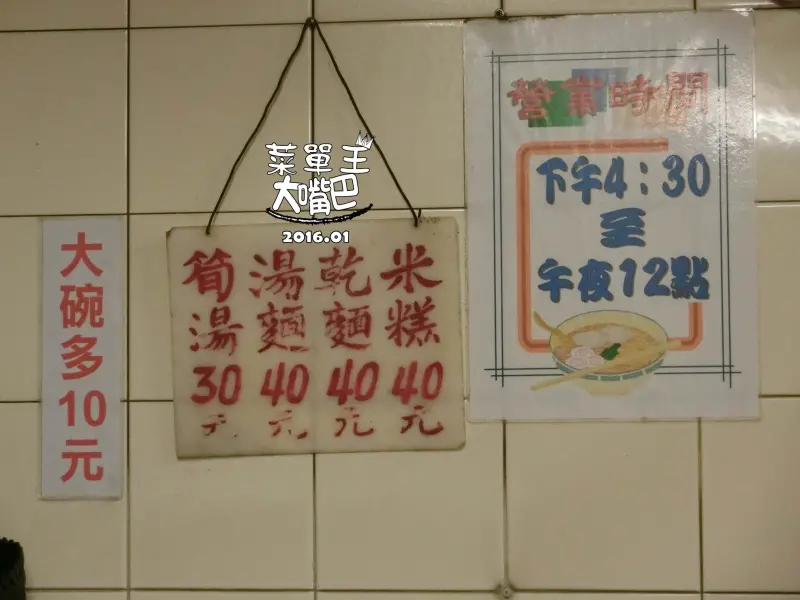 大碗多10元
菜單王
大嘴巴
2016.01
米糕40元
乾麵40元
湯麵40元
筍湯30元
營業時間
下午4:30
至
午夜12點